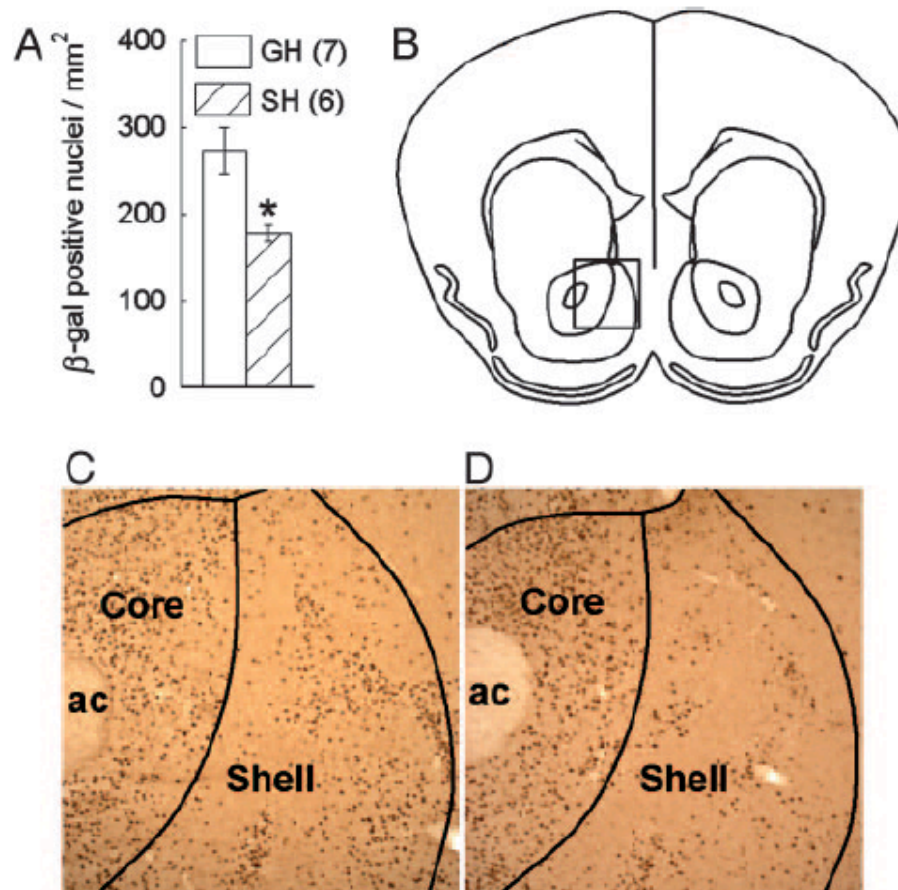 A
β-gal positive nuclei / mm²
400
300
200
100
0
GH (7)
SH (6)
*
B
C
Core
ac
Shell
D
Core
ac
Shell